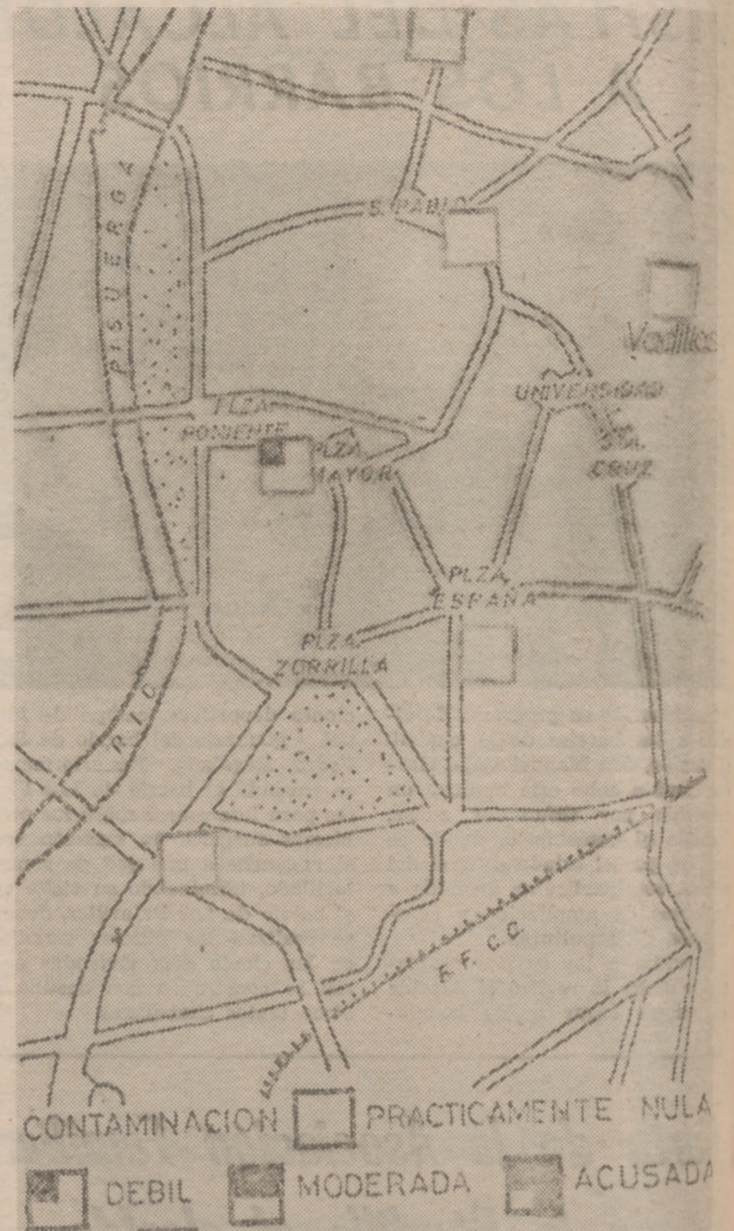 PISUERGA
S. PABLO
Vadillos
UNIVERSIDAD
PLZA.
PONIENTE
PLZA.
MAYOR
STA.
CRUZ
PLZA.
ESPAÑA
PLZA.
ZORRILLA
RIO
F. F. C. C.
CONTAMINACION PRACTICAMENTE NULA
DEBIL MODERADA ACUSADA